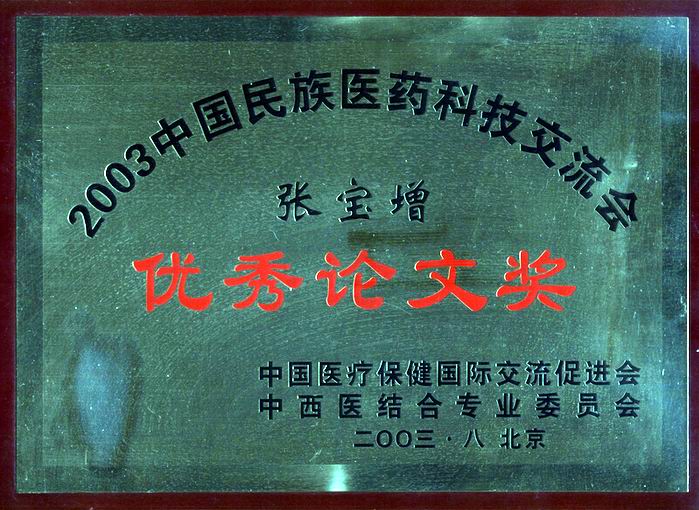 2003中国民族医药科技交流会
张宝增
优秀论文奖
中国医疗保健国际交流促进会
中西医结合专业委员会
二〇〇三·八 北京